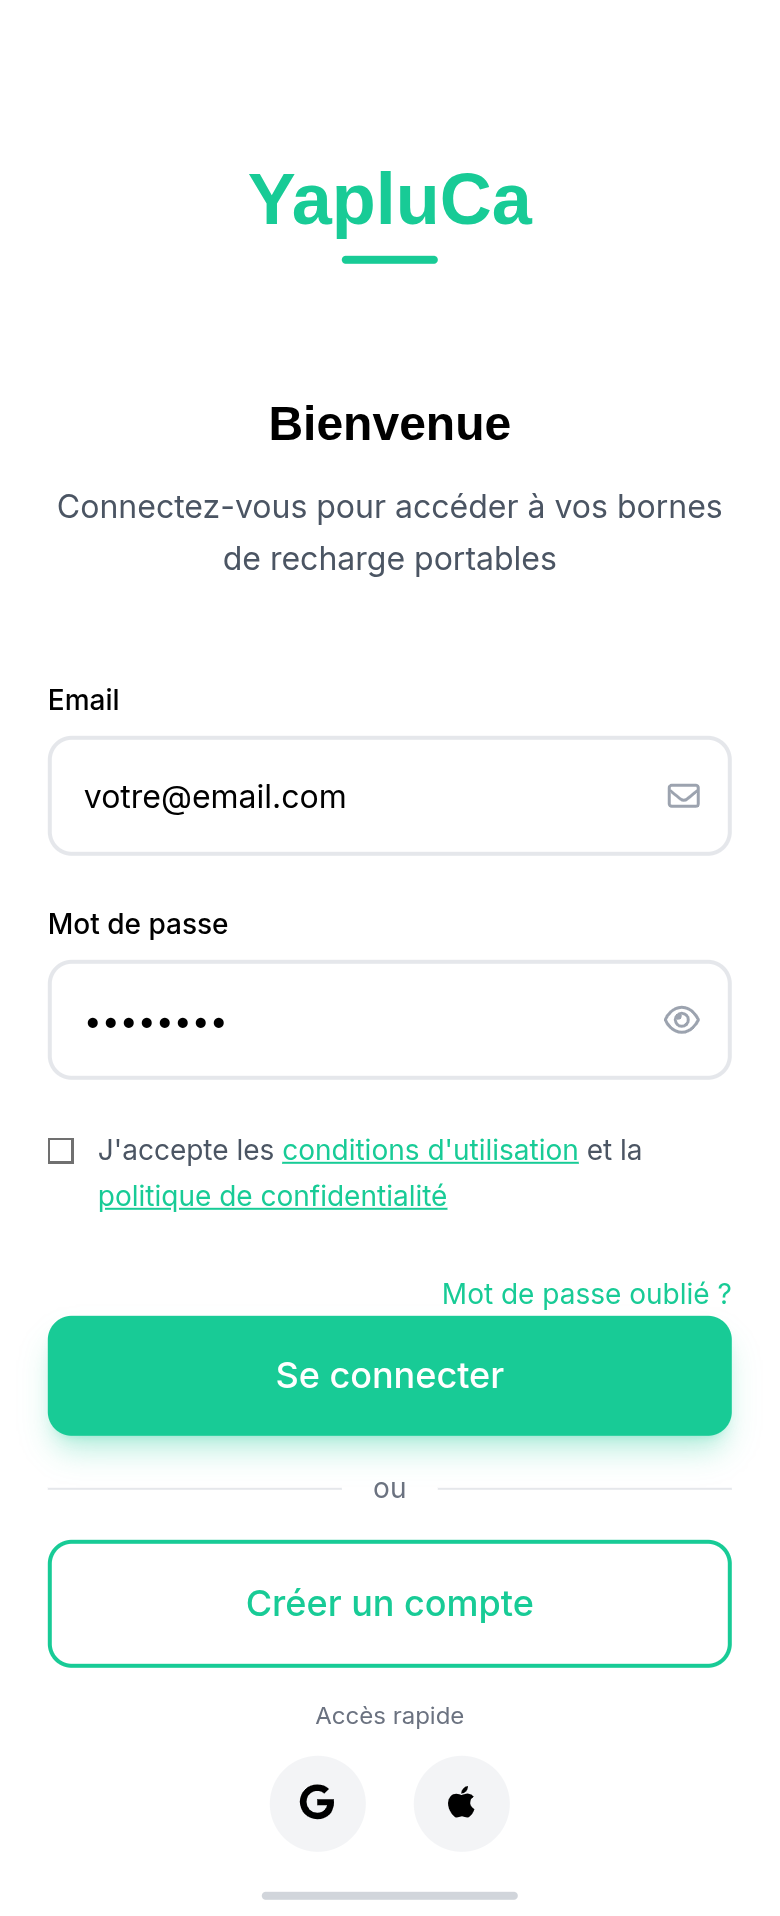 YapluCa
Bienvenue
Connectez-vous pour accéder à vos bornes
de recharge portables
Email
votre@email.com
Mot de passe
••••••••
J'accepte les conditions d'utilisation et la
politique de confidentialité
Mot de passe oublié ?
Se connecter
ou
Créer un compte
Accès rapide